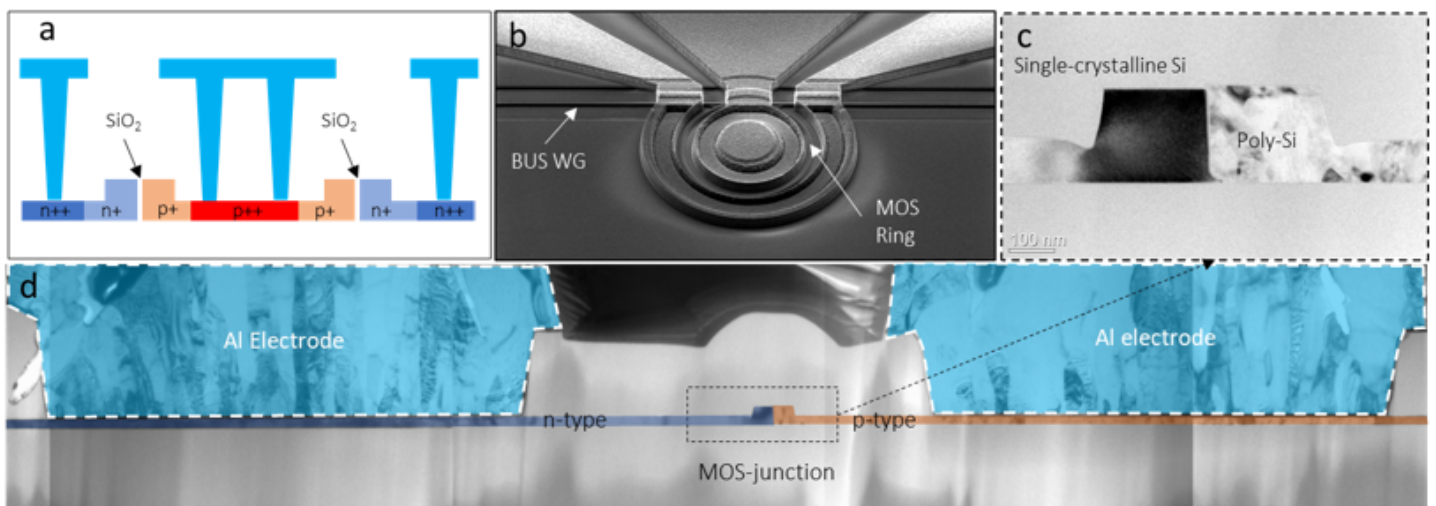 a
SiO2
SiO2
n++
n+
p+
p++
p+
n+
n++
b
BUS WG
MOS
Ring
c
Single-crystalline Si
Poly-Si
100 nm
d
Al Electrode
Al electrode
n-type
p-type
MOS-junction